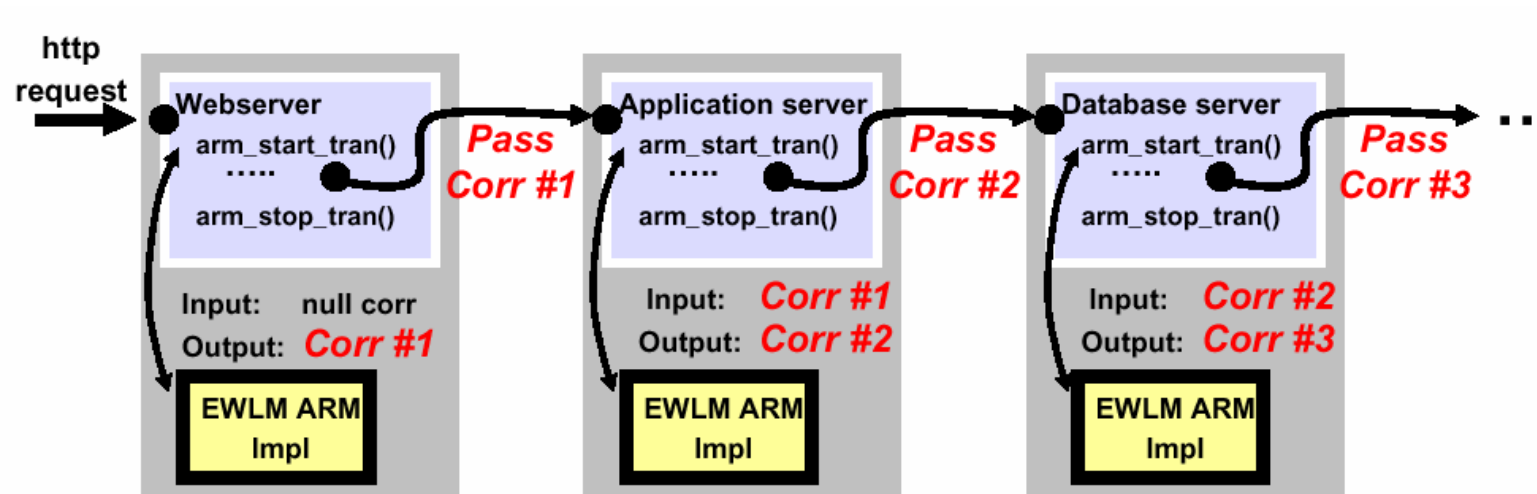 http
request
Webserver
arm_start_tran()
.....
arm_stop_tran()
Input: null corr
Output: Corr #1
EWLM ARM
Impl
Pass
Corr #1
Application server
arm_start_tran()
.....
arm_stop_tran()
Input: Corr #1
Output: Corr #2
EWLM ARM
Impl
Pass
Corr #2
Database server
arm_start_tran()
.....
arm_stop_tran()
Input: Corr #2
Output: Corr #3
EWLM ARM
Impl
Pass
Corr #3
..